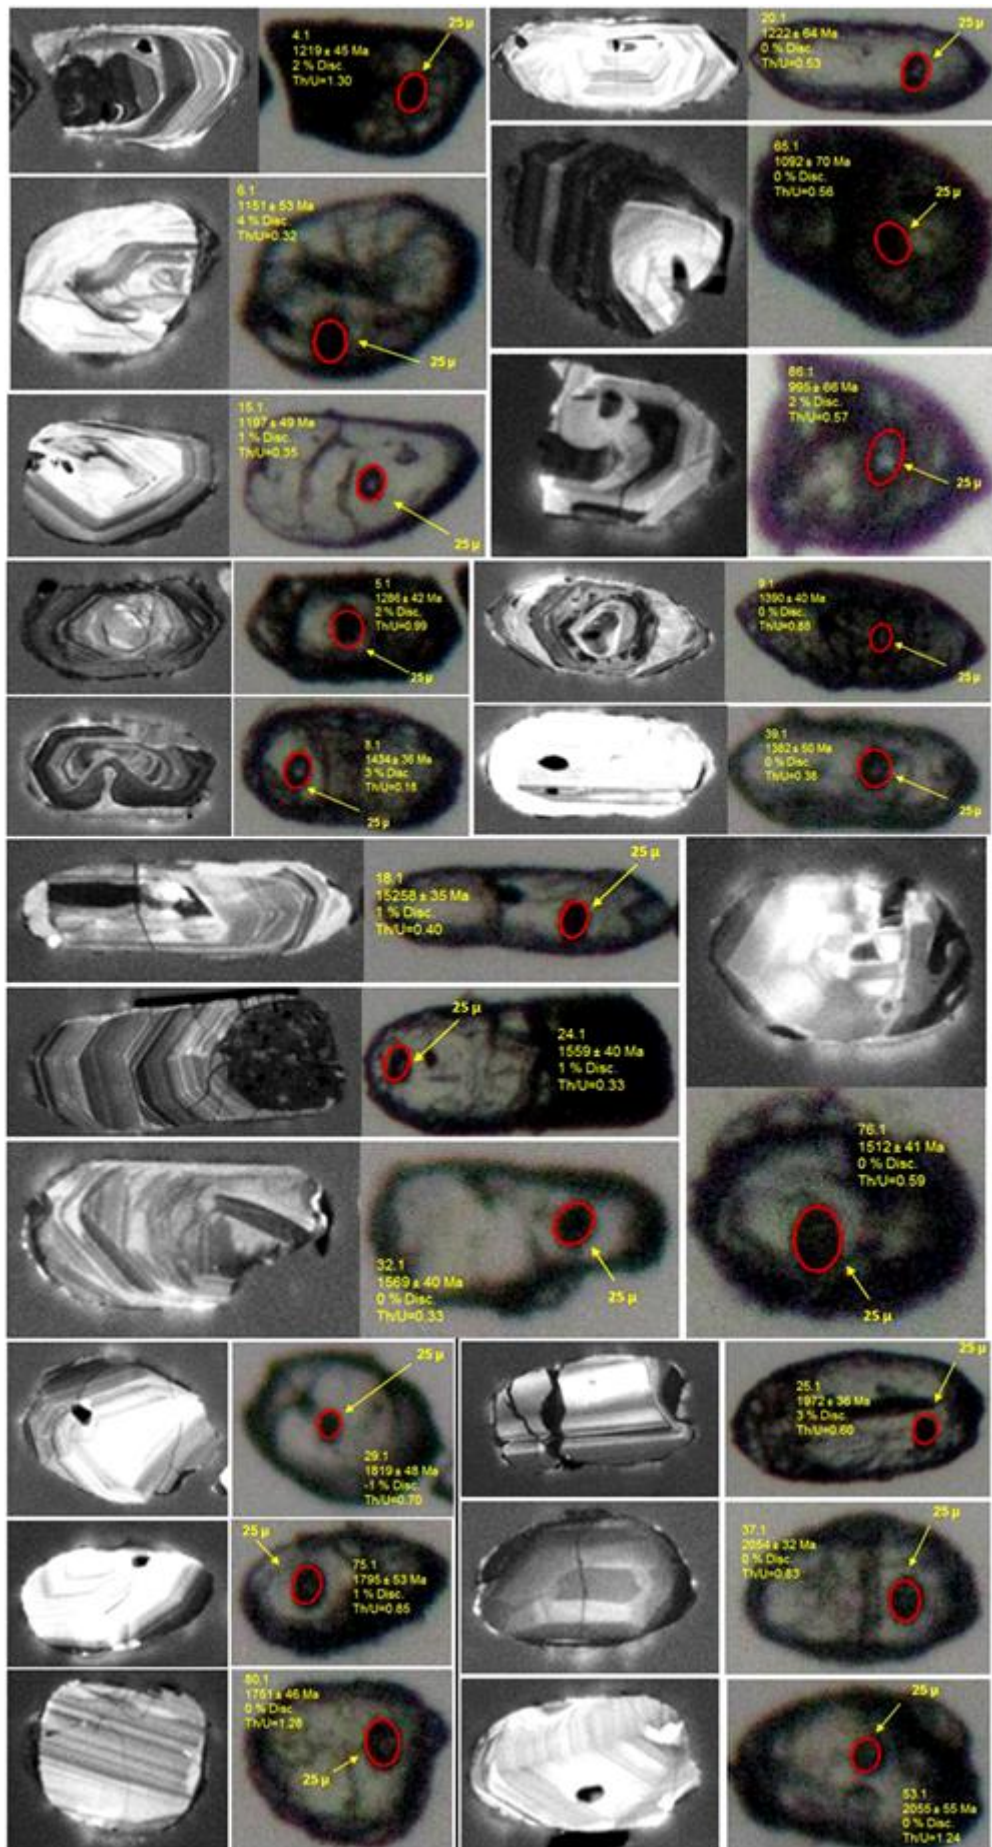 25 µ
4.1
1219 ± 45 Ma
2 % Disc.
Th/U=1.30
20.1
1222 ± 64 Ma
0 % Disc.
Th/U=0.53
25 µ
65.1
1092 ± 70 Ma
0 % Disc.
Th/U=0.56
25 µ
6.1
1151 ± 53 Ma
4 % Disc.
Th/U=0.32
25 µ
86.1
995 ± 66 Ma
2 % Disc.
Th/U=0.57
25 µ
15.1
1197 ± 49 Ma
1 % Disc.
Th/U=0.35
25 µ
5.1
1286 ± 42 Ma
2 % Disc.
Th/U=0.99
25 µ
9.1
1390 ± 40 Ma
0 % Disc.
Th/U=0.88
25 µ
8.1
1434 ± 36 Ma
3 % Disc.
Th/U=0.18
25 µ
39.1
1382 ± 50 Ma
0 % Disc.
Th/U=0.38
25 µ
25 µ
18.1
15258 ± 35 Ma
1 % Disc.
Th/U=0.40
25 µ
24.1
1559 ± 40 Ma
1 % Disc.
Th/U=0.33
76.1
1512 ± 41 Ma
0 % Disc.
Th/U=0.59
25 µ
32.1
1569 ± 40 Ma
0 % Disc.
Th/U=0.33
25 µ
25 µ
29.1
1819 ± 48 Ma
-1 % Disc.
Th/U=0.70
25 µ
25.1
1972 ± 36 Ma
3 % Disc.
Th/U=0.60
25 µ
75.1
1795 ± 53 Ma
1 % Disc.
Th/U=0.85
37.1
2054 ± 32 Ma
0 % Disc.
Th/U=0.83
25 µ
80.1
1761 ± 46 Ma
0 % Disc.
Th/U=1.28
25 µ
25 µ
53.1
2055 ± 55 Ma
0 % Disc.
Th/U=1.24